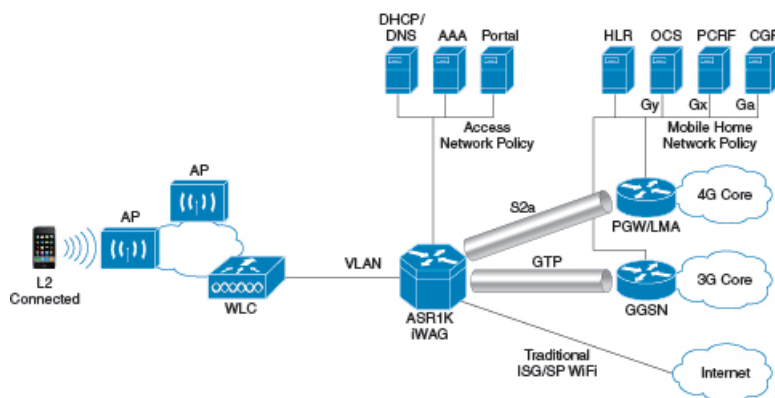 DHCP/
DNS
AAA
Portal
HLR
OCS
PCRF
CGF
Gy
Gx
Ga
Access
Network Policy
Mobile Home
Network Policy
AP
AP
S2a
4G Core
PGW/LMA
L2
Connected
WLC
VLAN
GTP
3G Core
GGSN
ASR1K
iWAG
Traditional
ISG/SP WiFi
Internet